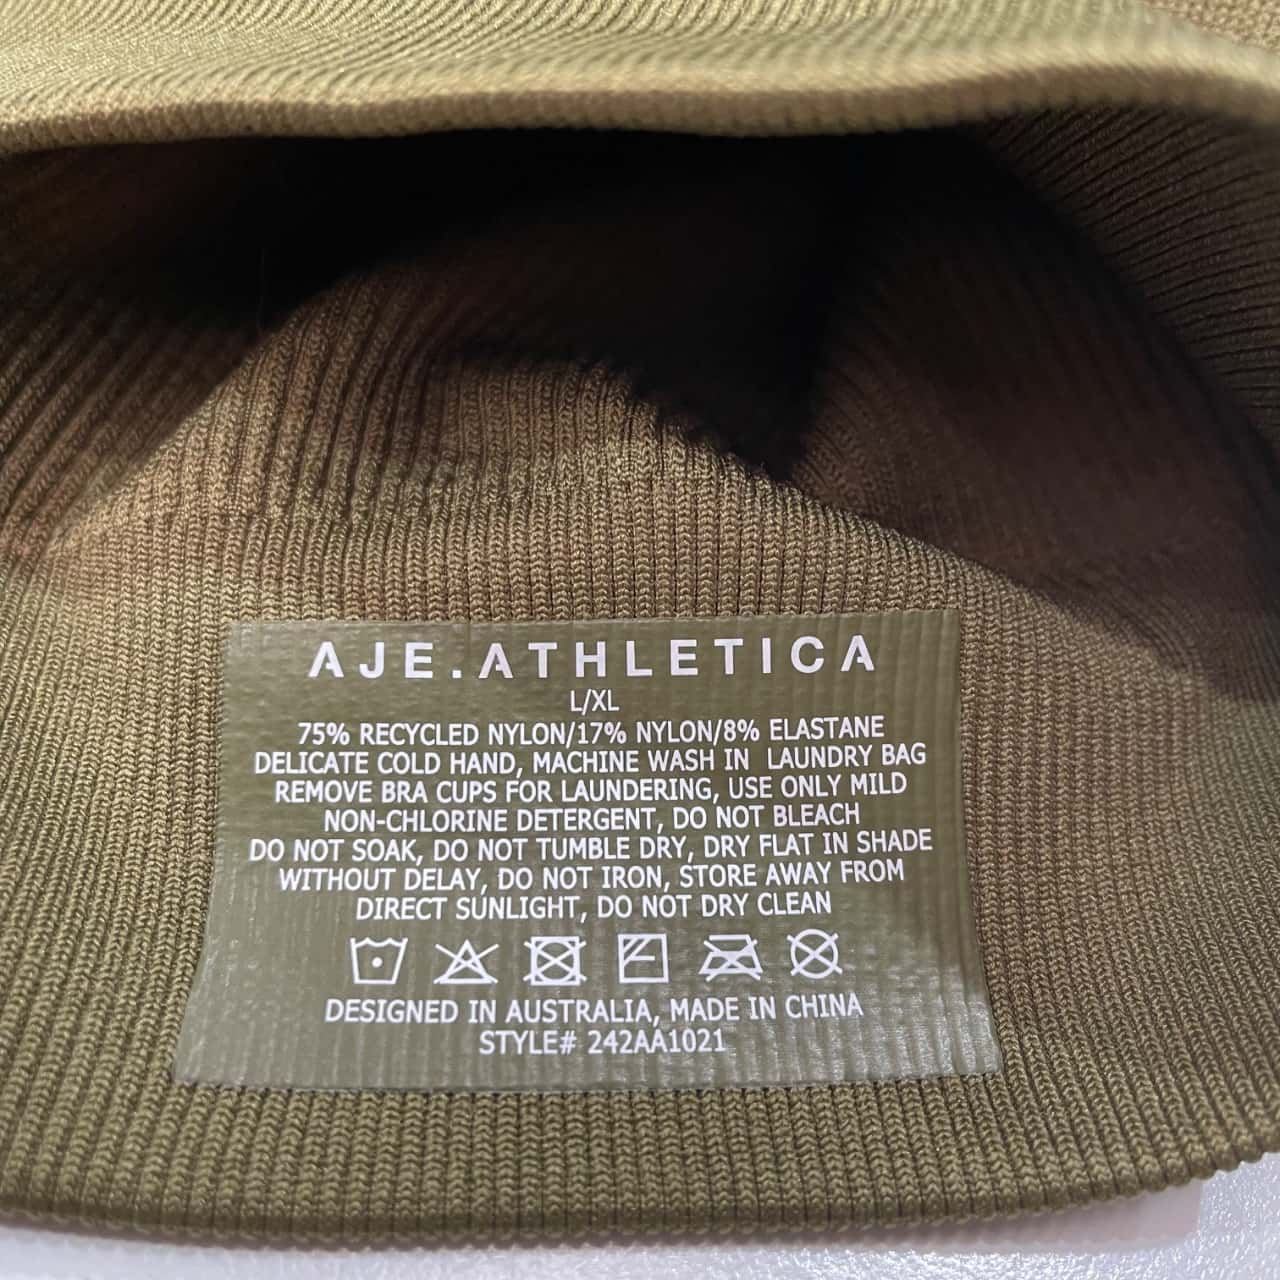 AJE.ATHLETICA
L/XL
75% RECYCLED NYLON/17% NYLON/8% ELASTANE
DELICATE COLD HAND, MACHINE WASH IN LAUNDRY BAG
REMOVE BRA CUPS FOR LAUNDERING, USE ONLY MILD
NON-CHLORINE DETERGENT, DO NOT BLEACH
DO NOT SOAK, DO NOT TUMBLE DRY, DRY FLAT IN SHADE
WITHOUT DELAY, DO NOT IRON, STORE AWAY FROM
DIRECT SUNLIGHT, DO NOT DRY CLEAN
DESIGNED IN AUSTRALIA, MADE IN CHINA
STYLE# 242AA1021